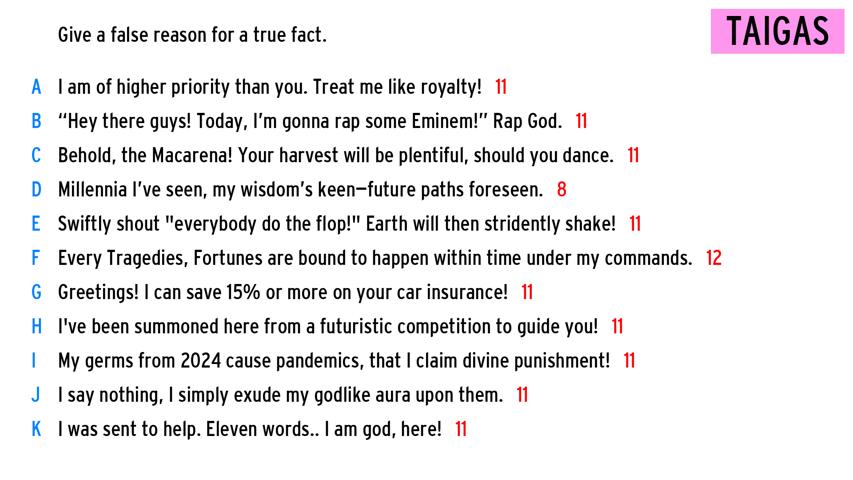 Give a false reason for a true fact.
TAIGAS
A I am of higher priority than you. Treat me like royalty! 11
B “Hey there guys! Today, I’m gonna rap some Eminem!” Rap God. 11
C Behold, the Macarena! Your harvest will be plentiful, should you dance. 11
D Millennia I’ve seen, my wisdom’s keen—future paths foreseen. 8
E Swiftly shout "everybody do the flop!" Earth will then stridently shake! 11
F Every Tragedies, Fortunes are bound to happen within time under my commands. 12
G Greetings! I can save 15% or more on your car insurance! 11
H I've been summoned here from a futuristic competition to guide you! 11
I My germs from 2024 cause pandemics, that I claim divine punishment! 11
J I say nothing, I simply exude my godlike aura upon them. 11
K I was sent to help. Eleven words.. I am god, here! 11